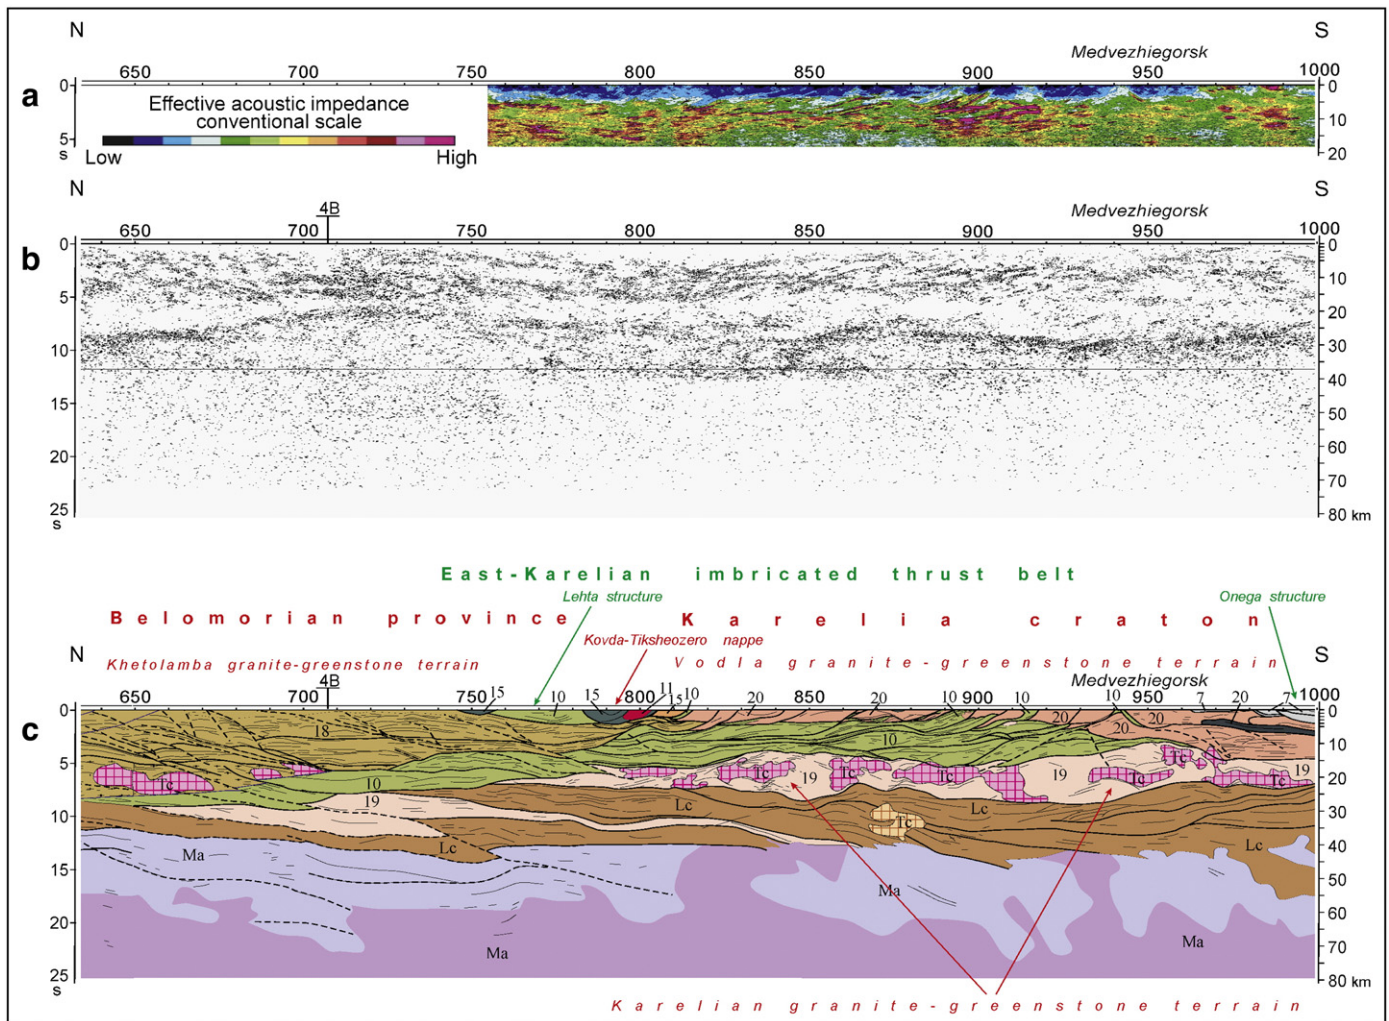 N S
Medvezhiegorsk
650 700 750 800 850 900 950 1000
a
0 0
Effective acoustic impedance
conventional scale
10
5
s
Low High
20
N S
4B
Medvezhiegorsk
650 700 750 800 850 900 950 1000
0 0
b
10
5
20
10 30
40
15 50
60
20
70
25
s
80 km
East-Karelian imbricated thrust belt
Lehta structure Onega structure
Belomorian province Karelia craton
Kovda-Tiksheozero nappe
N S
Khetolamba granite-greenstone terrain Vodla granite-greenstone terrain
4B Medvezhiegorsk
650 700 750 15 10 15 800 11 15 10 20 850 20 10 900 10 10 950 7 20 7 1000
0 0
c
18 10 20 20 20
10
5
Tc 10 Tc 19 Tc Tc 19 Tc Tc Tc 19
20
19 Lc Lc
30
10 Tc
Ma Lc Lc
40
15 Ma 50
60
20
Ma Ma
70
25
s
80 km
Karelian granite-greenstone terrain